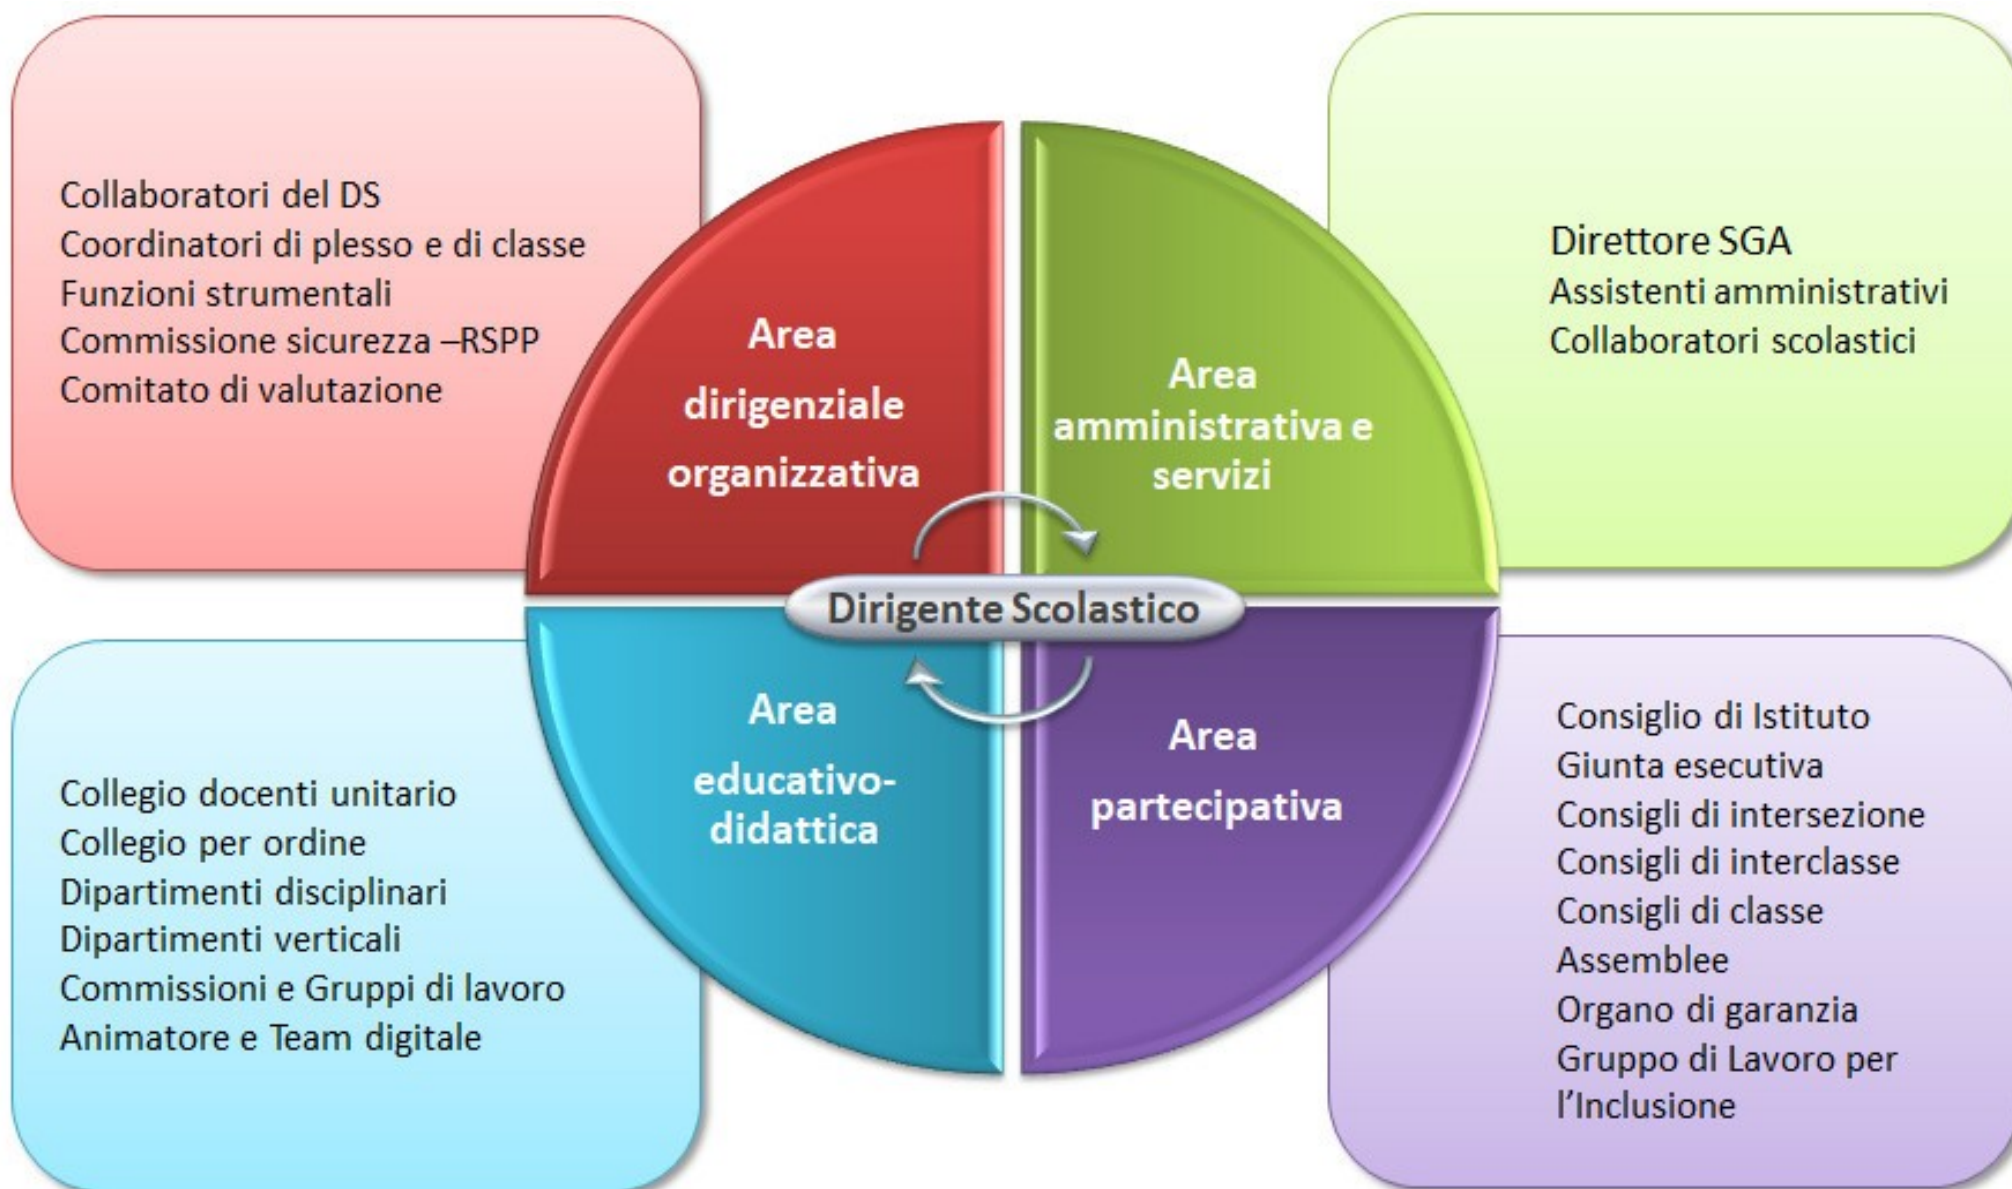 Collaboratori del DS
Coordinatori di plesso e di classe
Funzioni strumentali
Commissione sicurezza –RSPP
Comitato di valutazione
Area
dirigenziale
organizzativa
Area
amministrativa e
servizi
Direttore SGA
Assistenti amministrativi
Collaboratori scolastici
Dirigente Scolastico
Collegio docenti unitario
Collegio per ordine
Dipartimenti disciplinari
Dipartimenti verticali
Commissioni e Gruppi di lavoro
Animatore e Team digitale
Area
educativo-
didattica
Area
partecipativa
Consiglio di Istituto
Giunta esecutiva
Consigli di intersezione
Consigli di interclasse
Consigli di classe
Assemblee
Organo di garanzia
Gruppo di Lavoro per
l’Inclusione